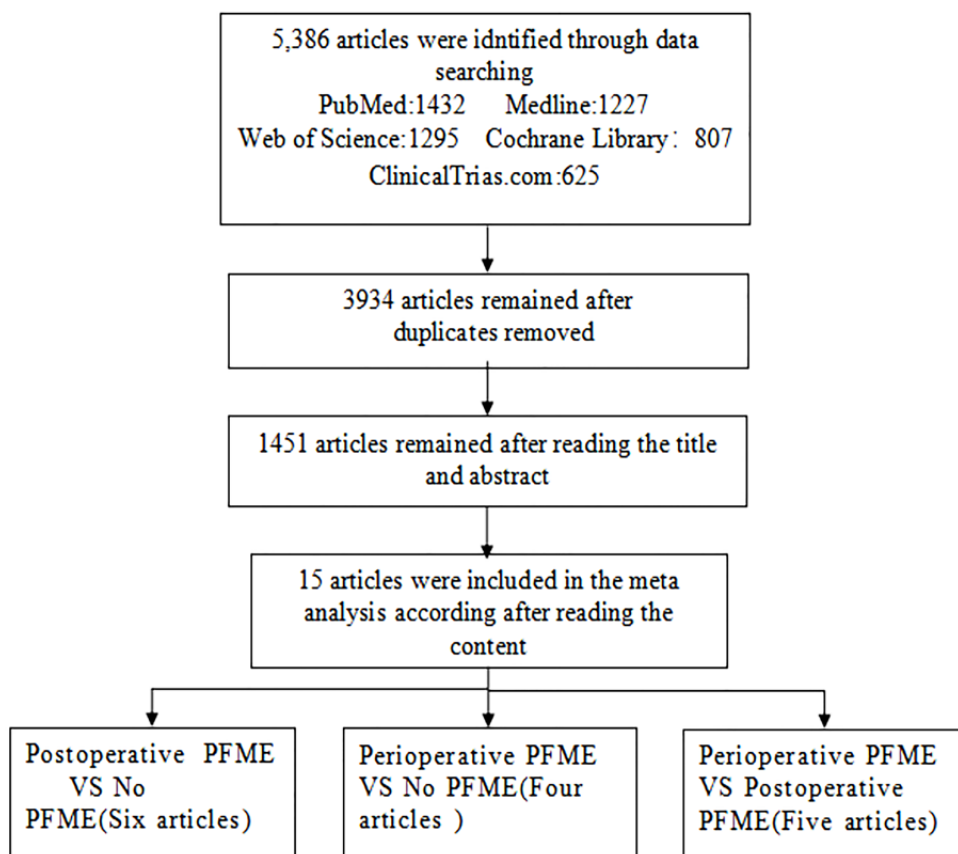 5,386 articles were idntified through data
searching
PubMed:1432 Medline:1227
Web of Science:1295 Cochrane Library: 807
ClinicalTrias.com:625
3934 articles remained after
duplicates removed
1451 articles remained after reading the title
and abstract
15 articles were included in the meta
analysis according after reading the
content
Postoperative PFME
VS No
PFME(Six articles)
Perioperative PFME
VS No PFME(Four
articles )
Perioperative PFME
VS Postoperative
PFME(Five articles)